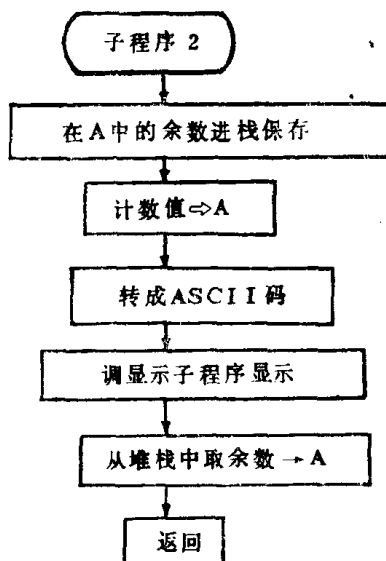 子程序 2
在A中的余数进栈保存
计数值⇨A
转成ASCII码
调显示子程序显示
从堆栈中取余数→A
返回